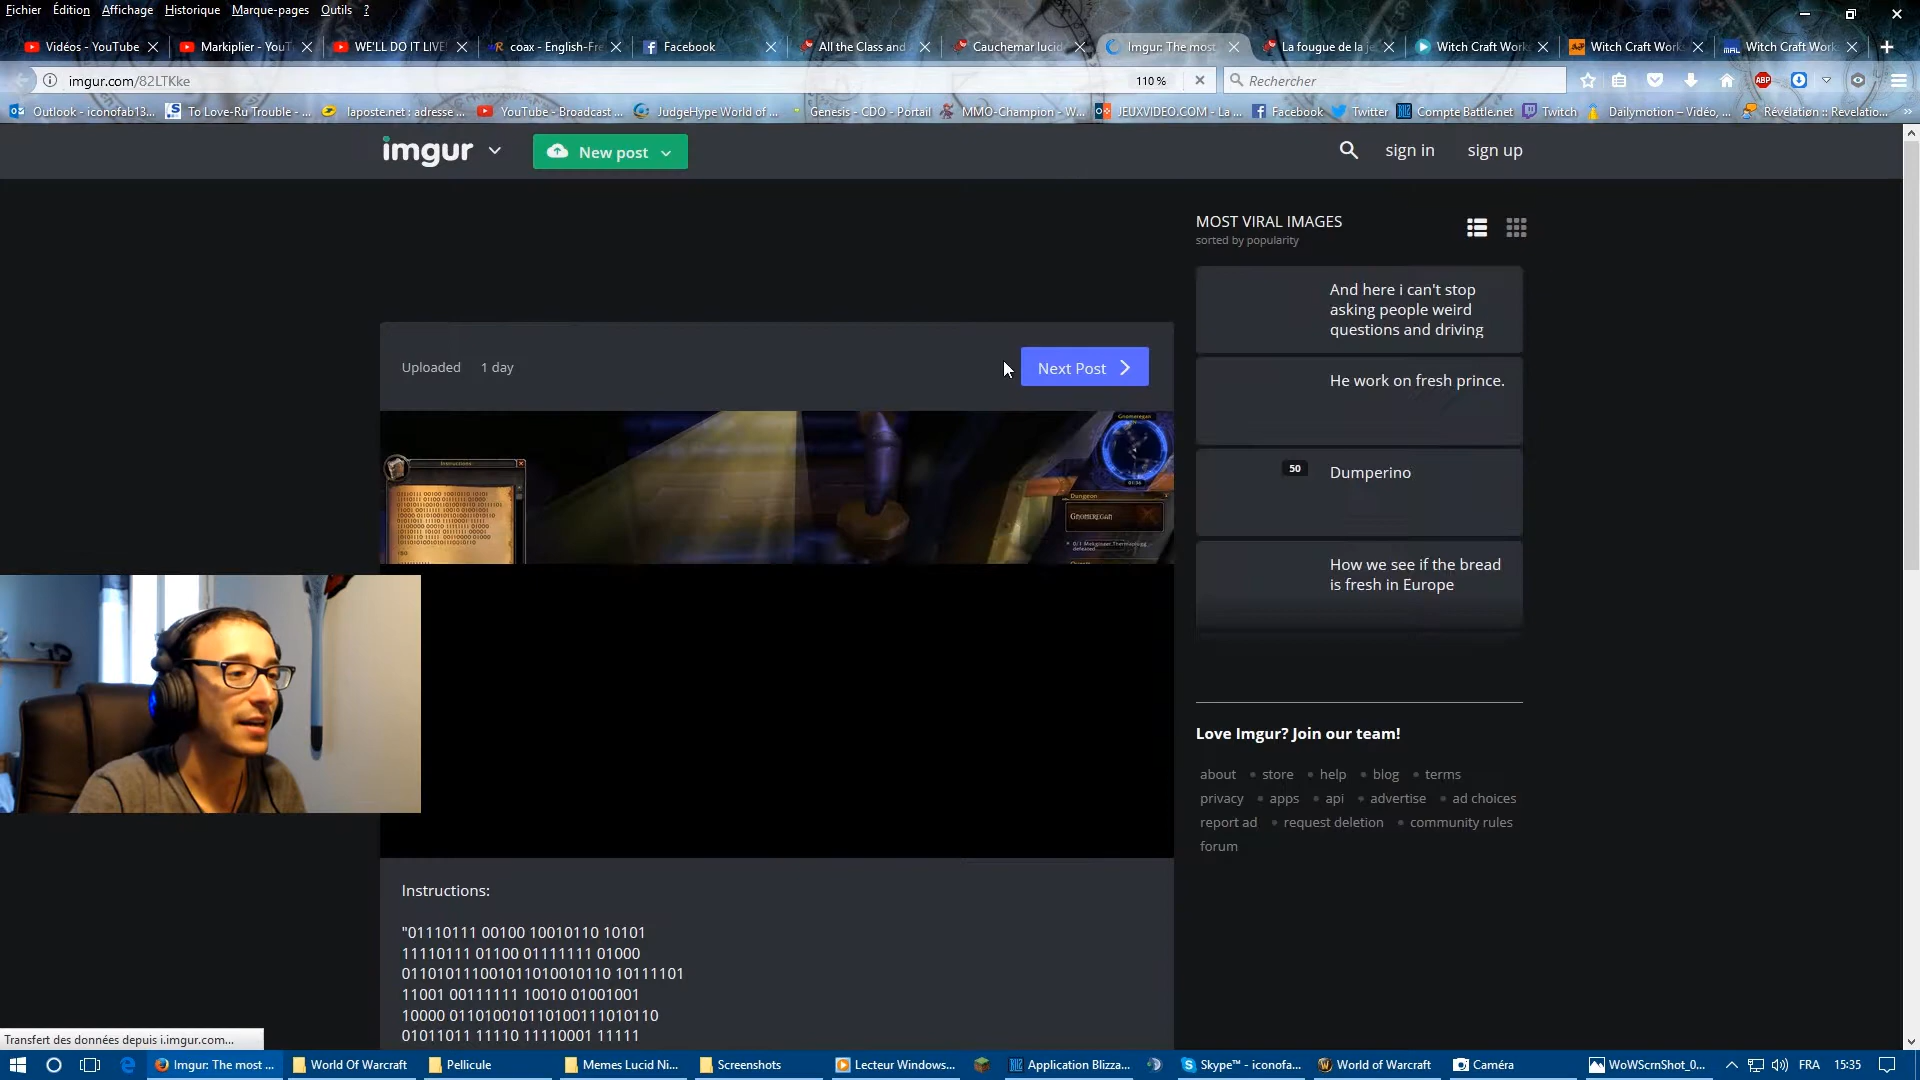 Fichier Édition Affichage Historique Marque-pages Outils ?
Vidéos - YouTube
Markiplier - YouT
WE'LL DO IT LIVE!
coax - English-Fre
Facebook
All the Class and
Cauchemar lucid
Imgur: The most
La fougue de la je
Witch Craft Work
Witch Craft Work
Witch Craft Work
imgur.com/82LTKke
110 %
Rechercher
Outlook - iconofab13...
To Love-Ru Trouble - ...
laposte.net : adresse ...
YouTube - Broadcast ...
JudgeHype World of ...
Genesis - CDO - Portail
MMO-Champion - W...
JEUXVIDEO.COM - La ...
Facebook
Twitter
Compte Battle.net
Twitch
Dailymotion – Vidéo, ...
Révélation :: Revelatio...
imgur
New post
sign in
sign up
MOST VIRAL IMAGES
sorted by popularity
And here i can't stop
asking people weird
questions and driving
Uploaded 1 day
Next Post
He work on fresh prince.
50
Dumperino
How we see if the bread
is fresh in Europe
Gnomeregan
Instructions
Dungeon
Gnomeregan
Love Imgur? Join our team!
about • store • help • blog • terms
privacy • apps • api • advertise • ad choices
report ad • request deletion • community rules
forum
Instructions:
"01110111 00100 10010110 10101
11110111 01100 01111111 01000
011010111001011010010110 10111101
11001 00111111 10010 01001001
10000 011010010110100111010110
01011011 11110 11110001 11111
Transfert des données depuis i.imgur.com...
Imgur: The most ...
World Of Warcraft
Pellicule
Memes Lucid Ni...
Screenshots
Lecteur Windows...
Application Blizza...
Skype™ - iconofa...
World of Warcraft
Caméra
WoWScrnShot_0...
FRA
15:35